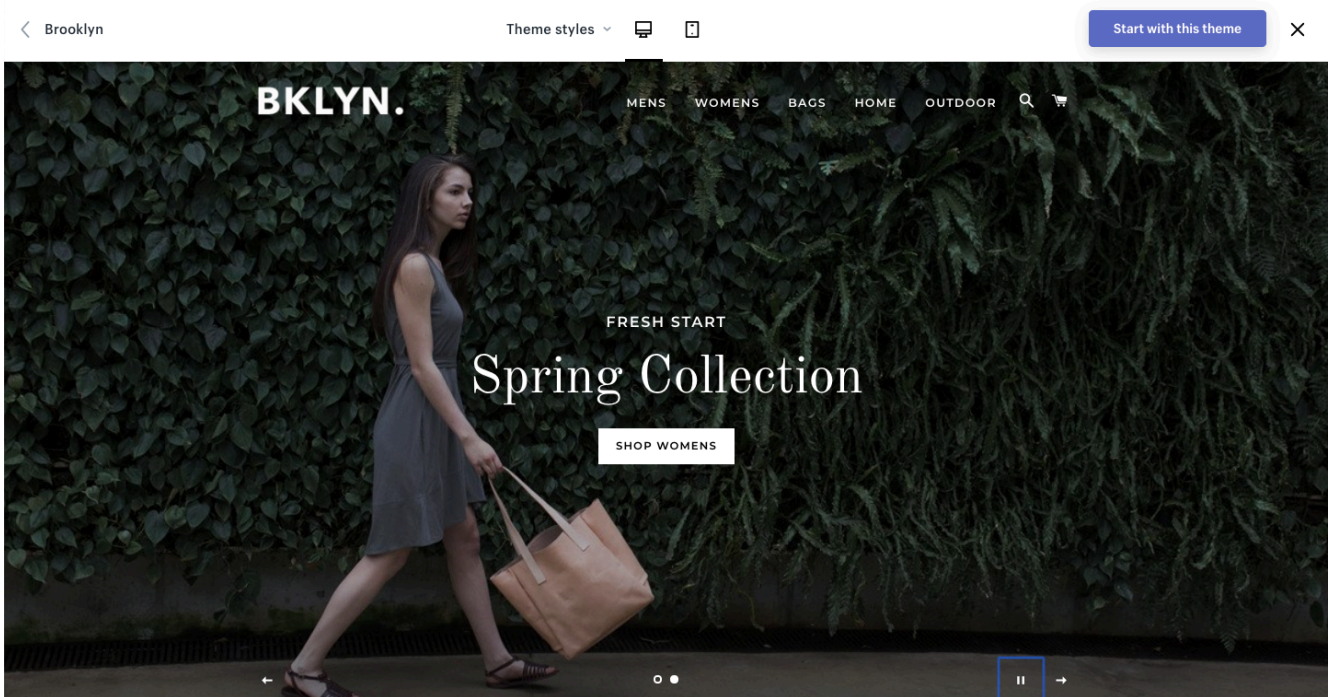 Brooklyn
Theme styles
Start with this theme
BKLYN.
MENS WOMENS BAGS HOME OUTDOOR
FRESH START
Spring Collection
SHOP WOMENS